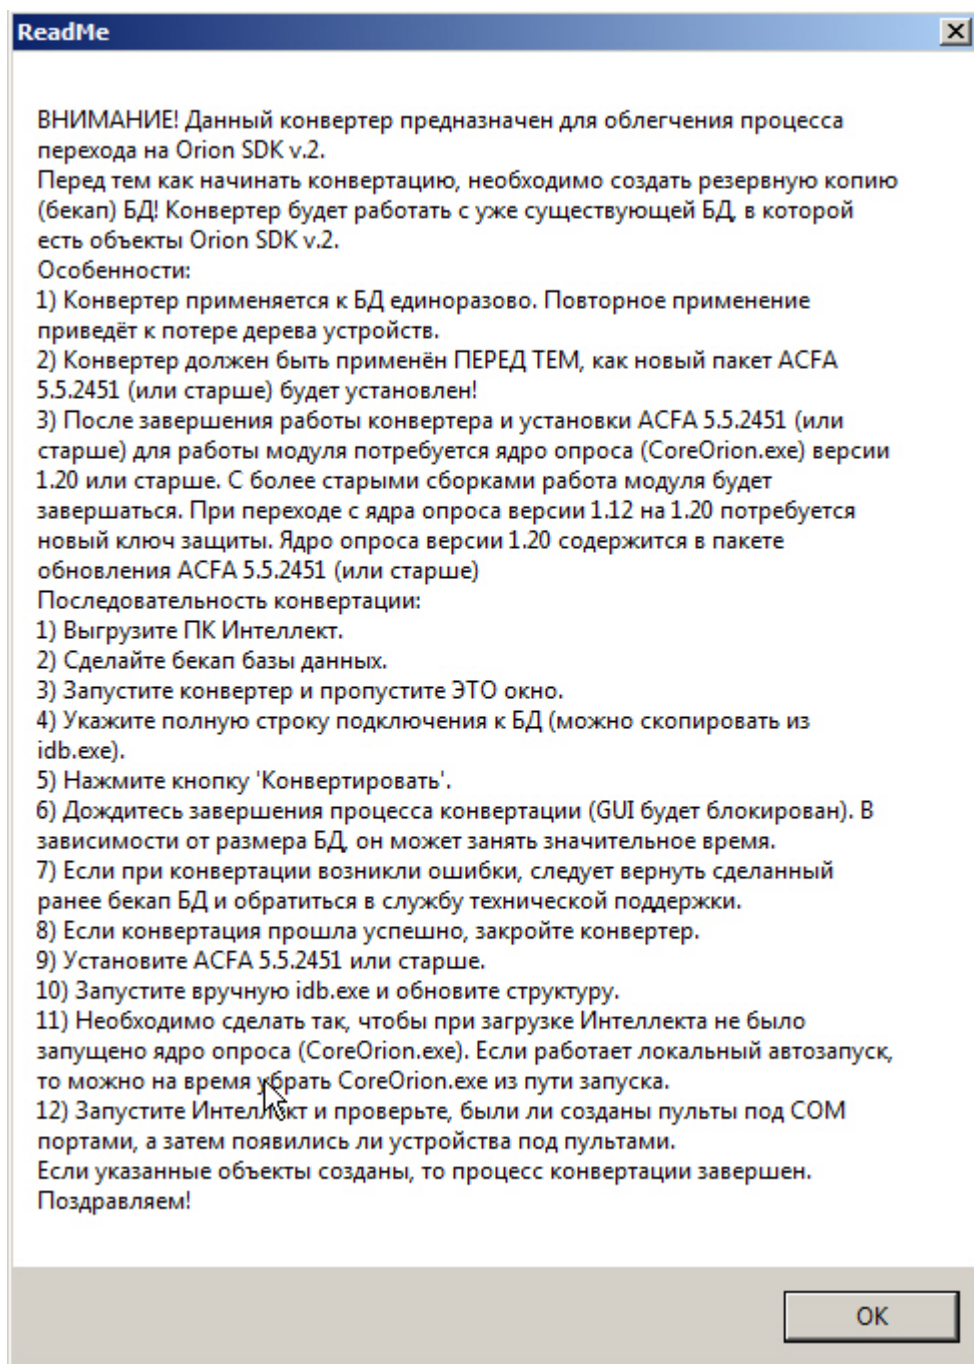 ReadMe
ВНИМАНИЕ! Данный конвертер предназначен для облегчения процесса
перехода на Orion SDK v.2.
Перед тем как начинать конвертацию, необходимо создать резервную копию
(бекап) БД! Конвертер будет работать с уже существующей БД, в которой
есть объекты Orion SDK v.2.
Особенности:
1) Конвертер применяется к БД единоразово. Повторное применение
приведёт к потере дерева устройств.
2) Конвертер должен быть применён ПЕРЕД ТЕМ, как новый пакет ACFA
5.5.2451 (или старше) будет установлен!
3) После завершения работы конвертера и установки ACFA 5.5.2451 (или
старше) для работы модуля потребуется ядро опроса (CoreOrion.exe) версии
1.20 или старше. С более старыми сборками работа модуля будет
завершаться. При переходе с ядра опроса версии 1.12 на 1.20 потребуется
новый ключ защиты. Ядро опроса версии 1.20 содержится в пакете
обновления ACFA 5.5.2451 (или старше)
Последовательность конвертации:
1) Выгрузите ПК Интеллект.
2) Сделайте бекап базы данных.
3) Запустите конвертер и пропустите ЭТО окно.
4) Укажите полную строку подключения к БД (можно скопировать из
idb.exe).
5) Нажмите кнопку 'Конвертировать'.
6) Дождитесь завершения процесса конвертации (GUI будет блокирован). В
зависимости от размера БД, он может занять значительное время.
7) Если при конвертации возникли ошибки, следует вернуть сделанный
ранее бекап БД и обратиться в службу технической поддержки.
8) Если конвертация прошла успешно, закройте конвертер.
9) Установите ACFA 5.5.2451 или старше.
10) Запустите вручную idb.exe и обновите структуру.
11) Необходимо сделать так, чтобы при загрузке Интеллекта не было
запущено ядро опроса (CoreOrion.exe). Если работает локальный автозапуск,
то можно на время убрать CoreOrion.exe из пути запуска.
12) Запустите Интеллект и проверьте, были ли созданы пульты под COM
портами, а затем появились ли устройства под пультами.
Если указанные объекты созданы, то процесс конвертации завершен.
Поздравляем!
OK